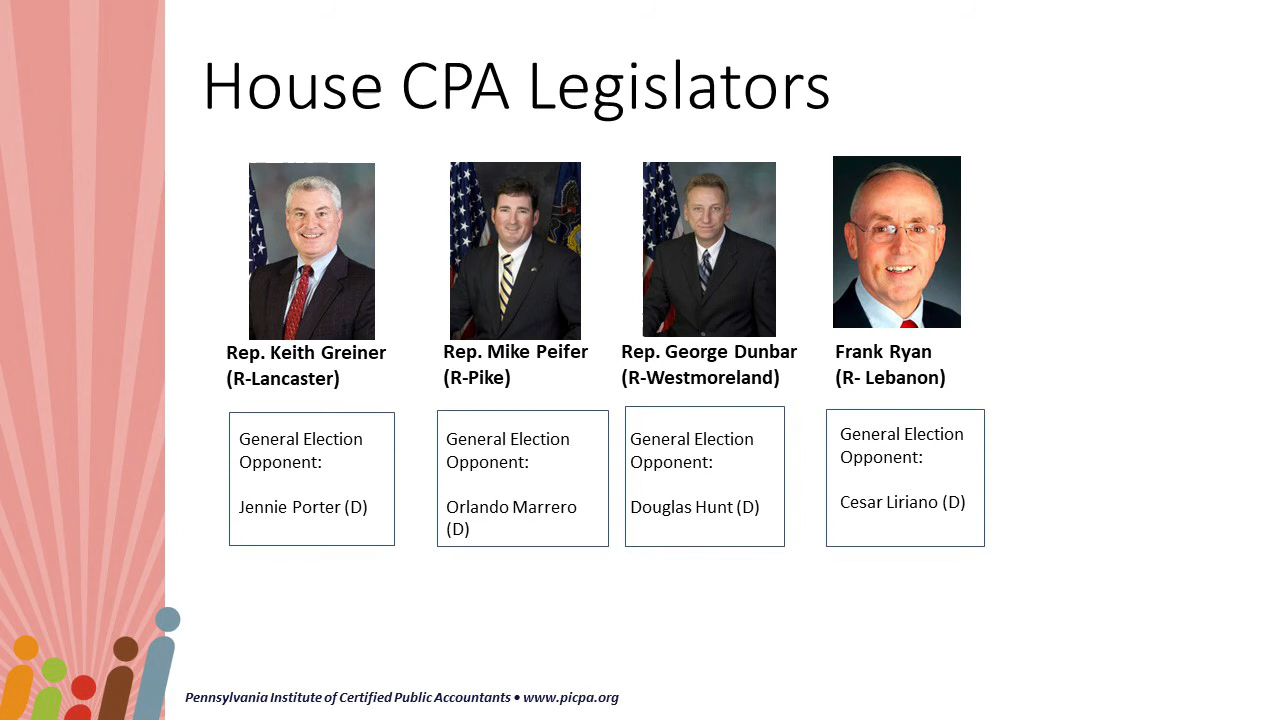 House CPA Legislators
Rep. Keith Greiner
(R-Lancaster)
Rep. Mike Peifer
(R-Pike)
Rep. George Dunbar
(R-Westmoreland)
Frank Ryan
(R- Lebanon)
General Election
Opponent:
Jennie Porter (D)
General Election
Opponent:
Orlando Marrero
(D)
General Election
Opponent:
Douglas Hunt (D)
General Election
Opponent:
Cesar Liriano (D)
Pennsylvania Institute of Certified Public Accountants • www.picpa.org